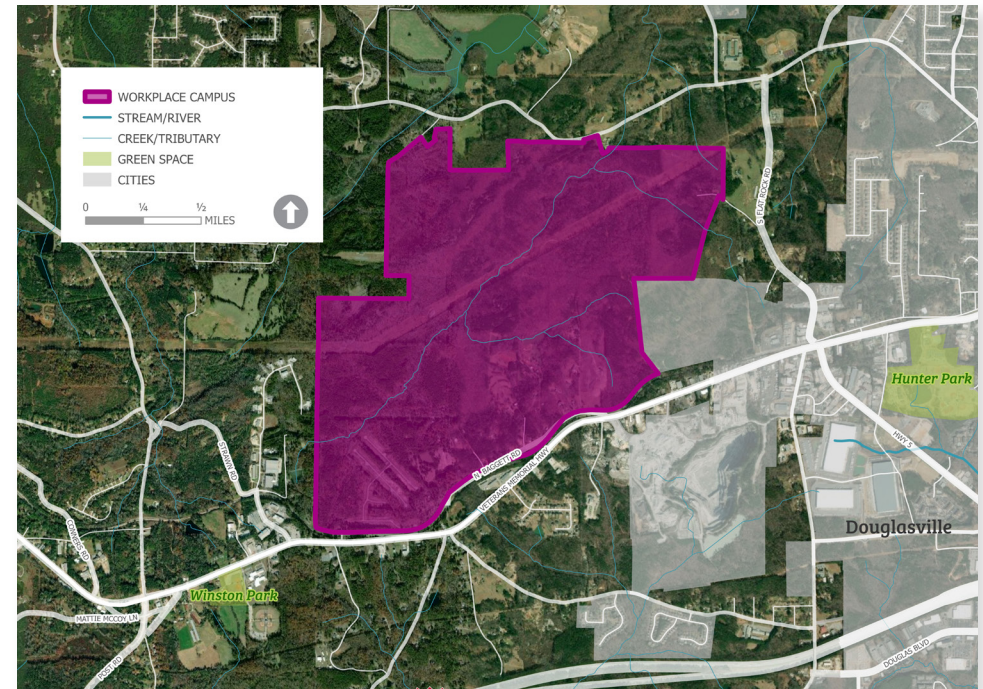 WORKPLACE CAMPUS
STREAM/RIVER
CREEK/TRIBUTARY
GREEN SPACE
CITIES
0 ¼ ½
MILES
S. FLAT ROCK RD
Hunter Park
HWY 5
STRAWN RD
N. BAGGETT RD
VETERANS MEMORIAL HWY
Douglasville
CONNERS RD
Winston Park
MATTIE MCCOY LN
POST RD
DOUGLAS BLVD